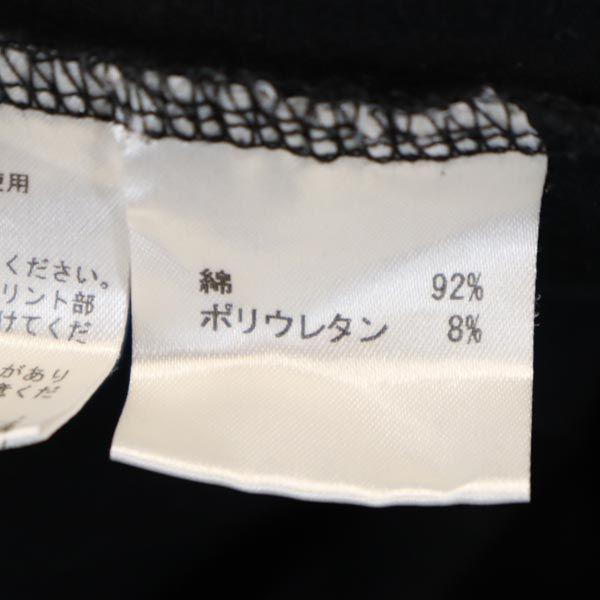 使用
ください。
リント部
けてくだ
があり
意くだ
綿 92%
ポリウレタン 8%